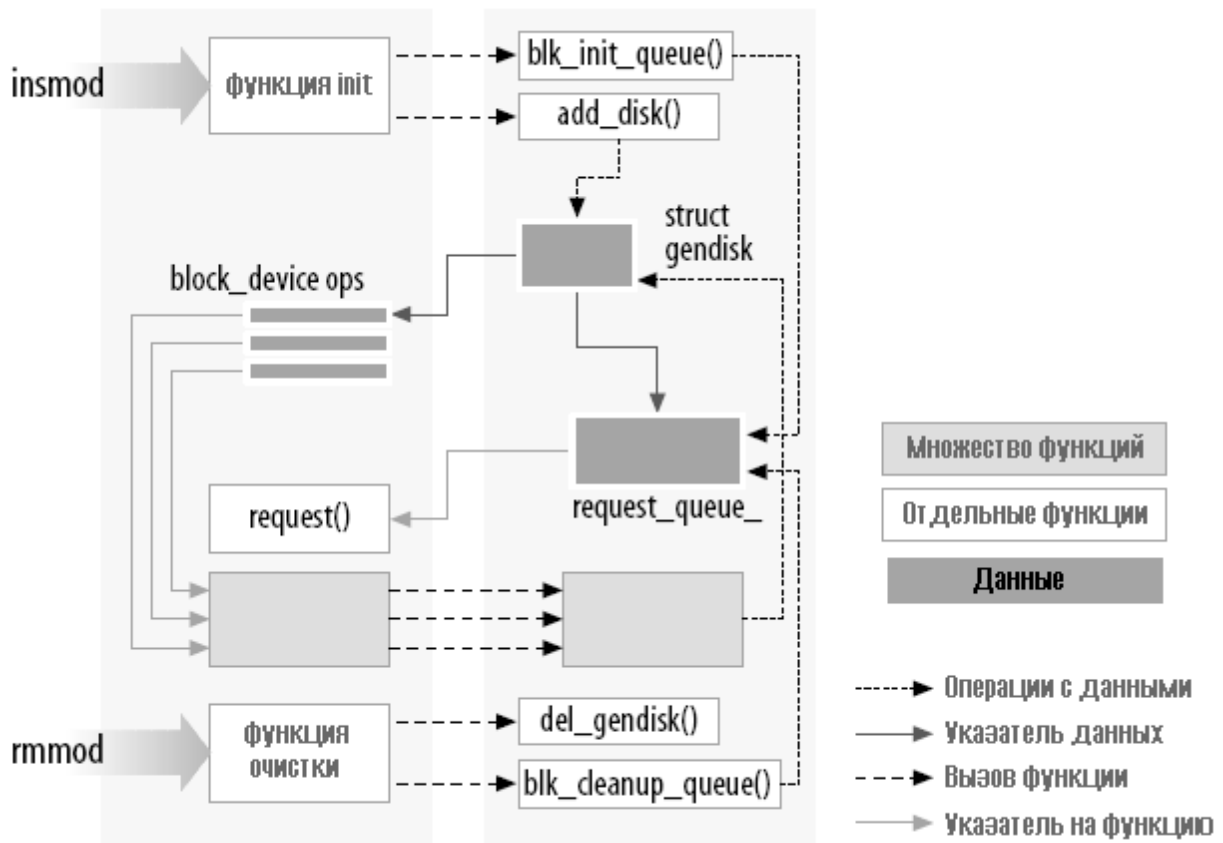 insmod
функция init
blk_init_queue()
add_disk()
struct
gendisk
block_device ops
request()
request_queue_
Множество функций
Отдельные функции
Данные
rmmod
функция
очистки
del_gendisk()
blk_cleanup_queue()
Операции с данными
Указатель данных
Вызов функции
Указатель на функцию